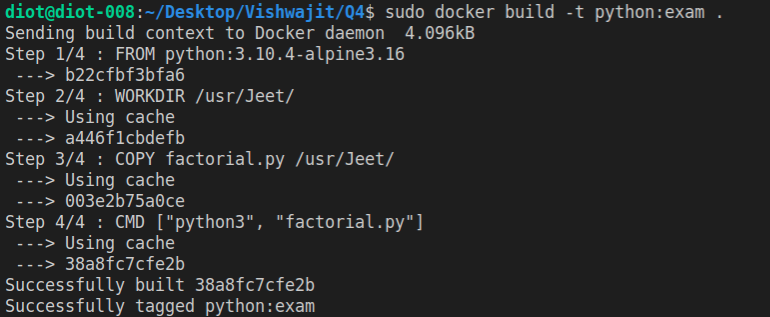 diot@diot-008:~/Desktop/Vishwajit/Q4$ sudo docker build -t python:exam .
Sending build context to Docker daemon  4.096kB
Step 1/4 : FROM python:3.10.4-alpine3.16
 ---> b22cfbf3bfa6
Step 2/4 : WORKDIR /usr/Jeet/
 ---> Using cache
 ---> a446f1cbdefb
Step 3/4 : COPY factorial.py /usr/Jeet/
 ---> Using cache
 ---> 003e2b75a0ce
Step 4/4 : CMD ["python3", "factorial.py"]
 ---> Using cache
 ---> 38a8fc7cfe2b
Successfully built 38a8fc7cfe2b
Successfully tagged python:exam